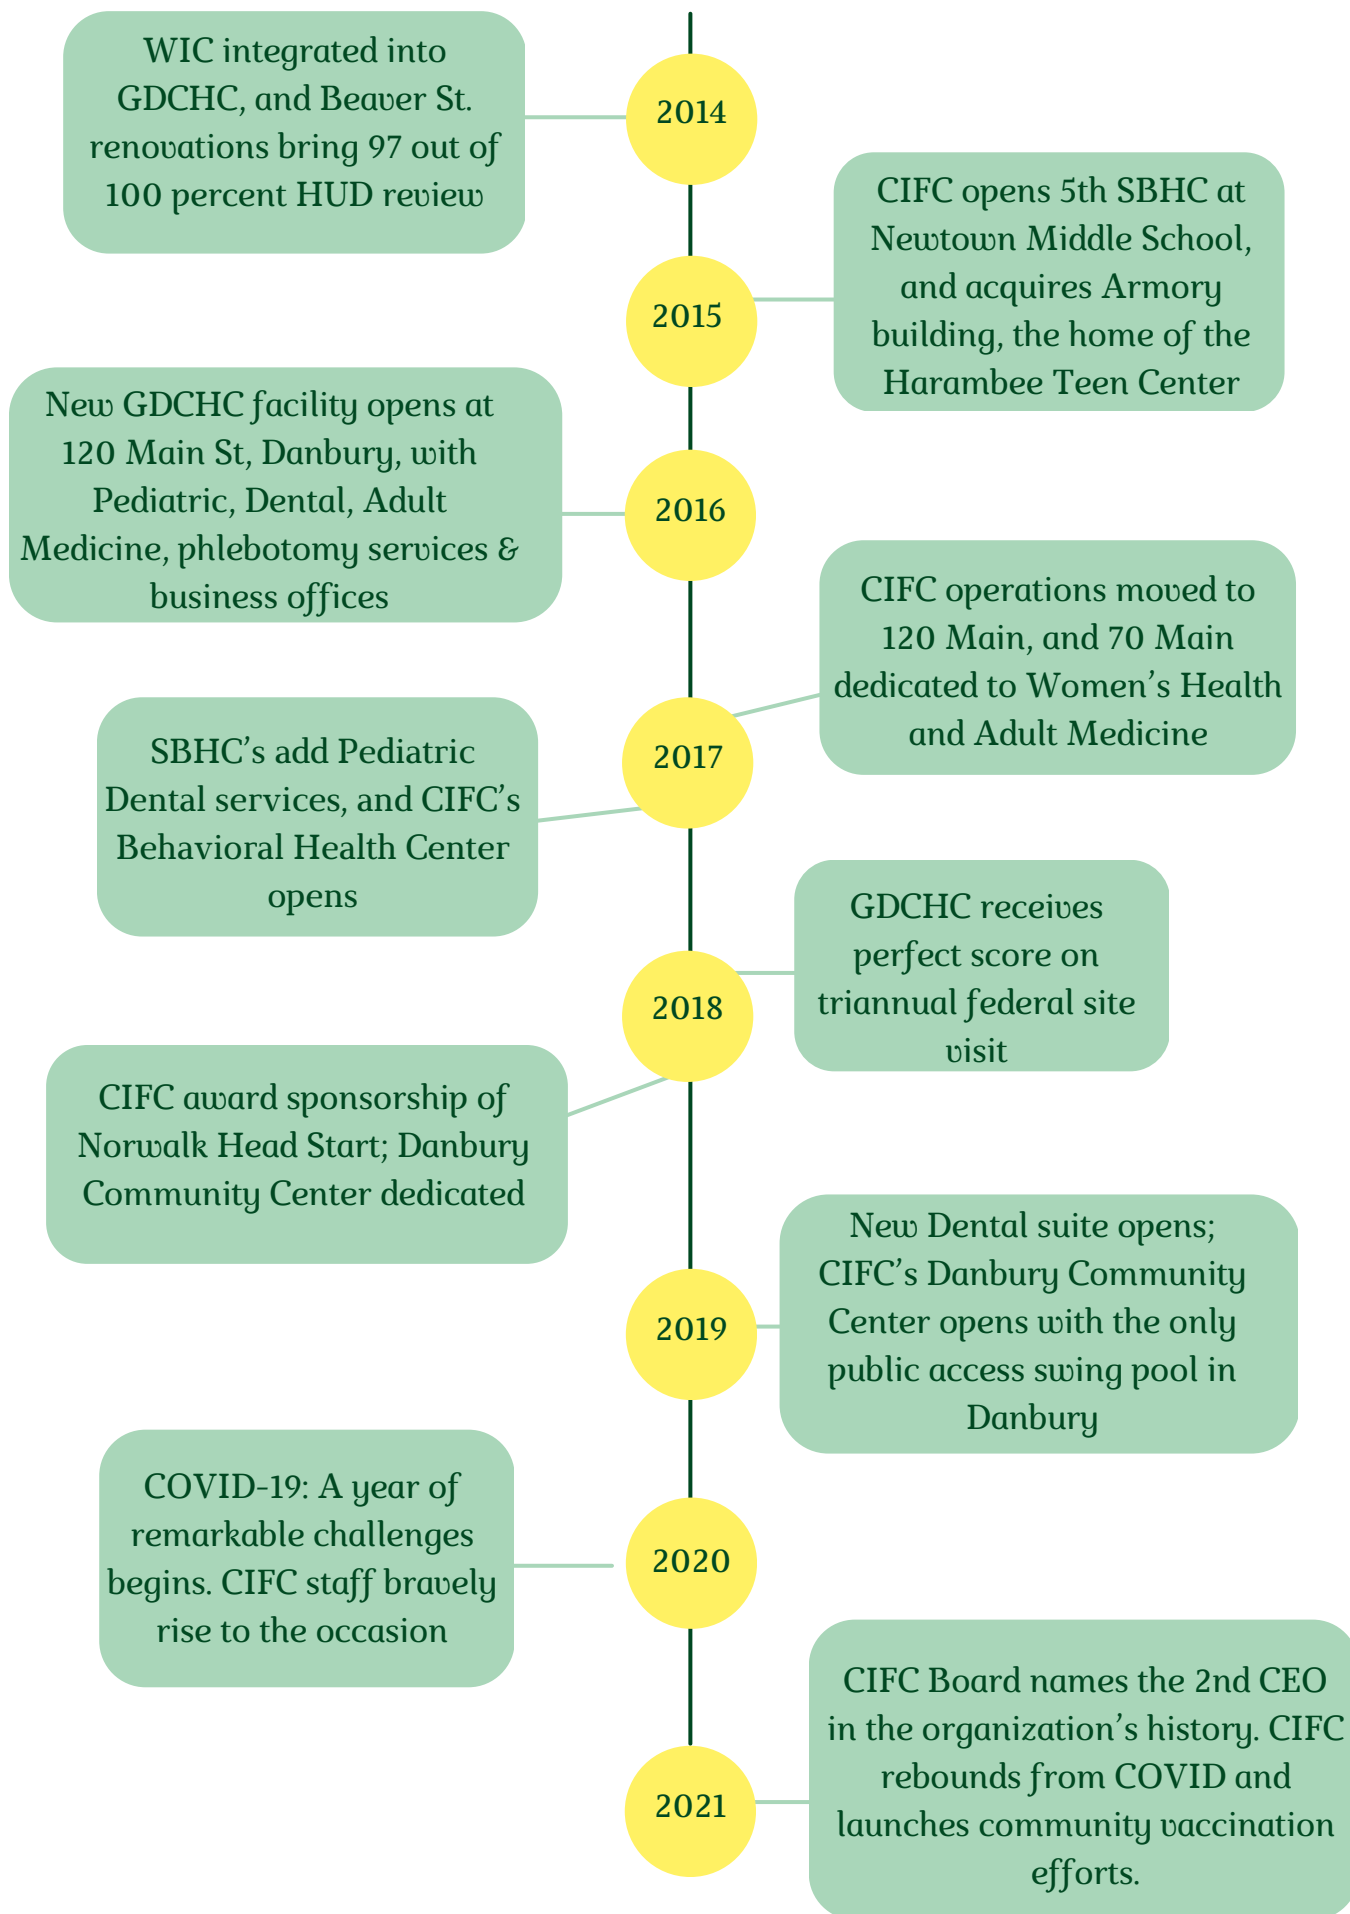 WIC integrated into
GDCHC, and Beaver St.
renovations bring 97 out of
100 percent HUD review
2014
CIFC opens 5th SBHC at
Newtown Middle School,
and acquires Armory
building, the home of the
Harambee Teen Center
2015
New GDCHC facility opens at
120 Main St, Danbury, with
Pediatric, Dental, Adult
Medicine, phlebotomy services &
business offices
2016
CIFC operations moved to
120 Main, and 70 Main
dedicated to Women's Health
and Adult Medicine
2017
SBHC's add Pediatric
Dental services, and CIFC's
Behavioral Health Center
opens
GDCHC receives
perfect score on
triannual federal site
visit
2018
CIFC award sponsorship of
Norwalk Head Start; Danbury
Community Center dedicated
New Dental suite opens;
CIFC's Danbury Community
Center opens with the only
public access swing pool in
Danbury
2019
COVID-19: A year of
remarkable challenges
begins. CIFC staff bravely
rise to the occasion
2020
CIFC Board names the 2nd CEO
in the organization's history. CIFC
rebounds from COVID and
launches community vaccination
efforts.
2021